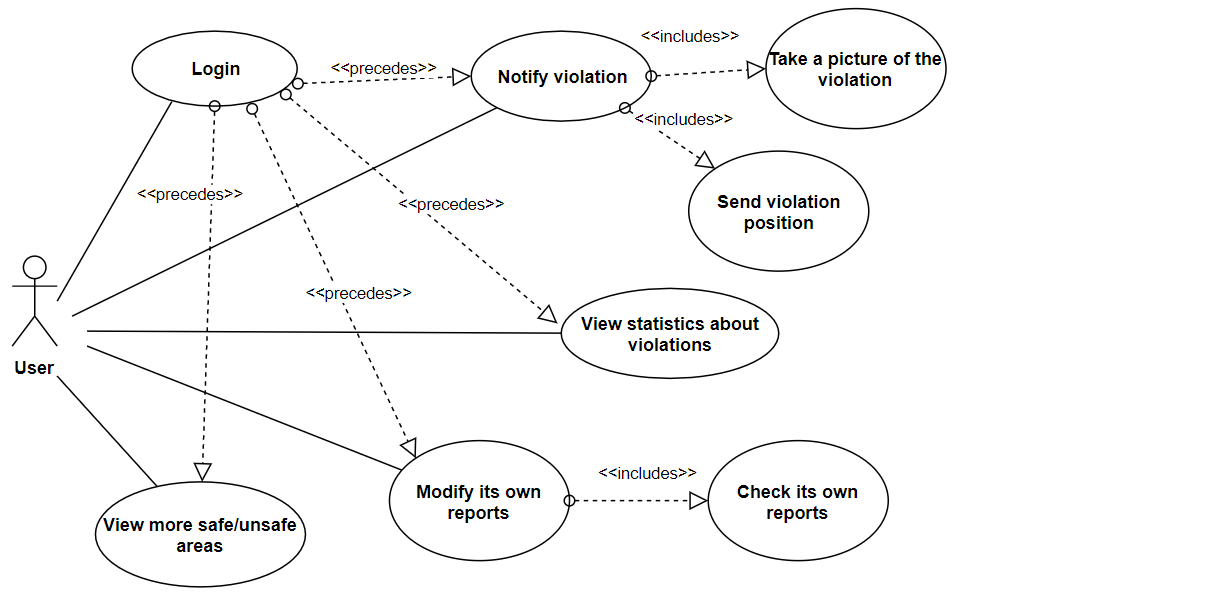 <<includes>>
Take a picture of the
violation
Login
<<precedes>>
Notify violation
<<includes>>
<<precedes>>
<<precedes>>
Send violation
position
<<precedes>>
View statistics about
violations
User
<<includes>>
Modify its own
reports
Check its own
reports
View more safe/unsafe
areas